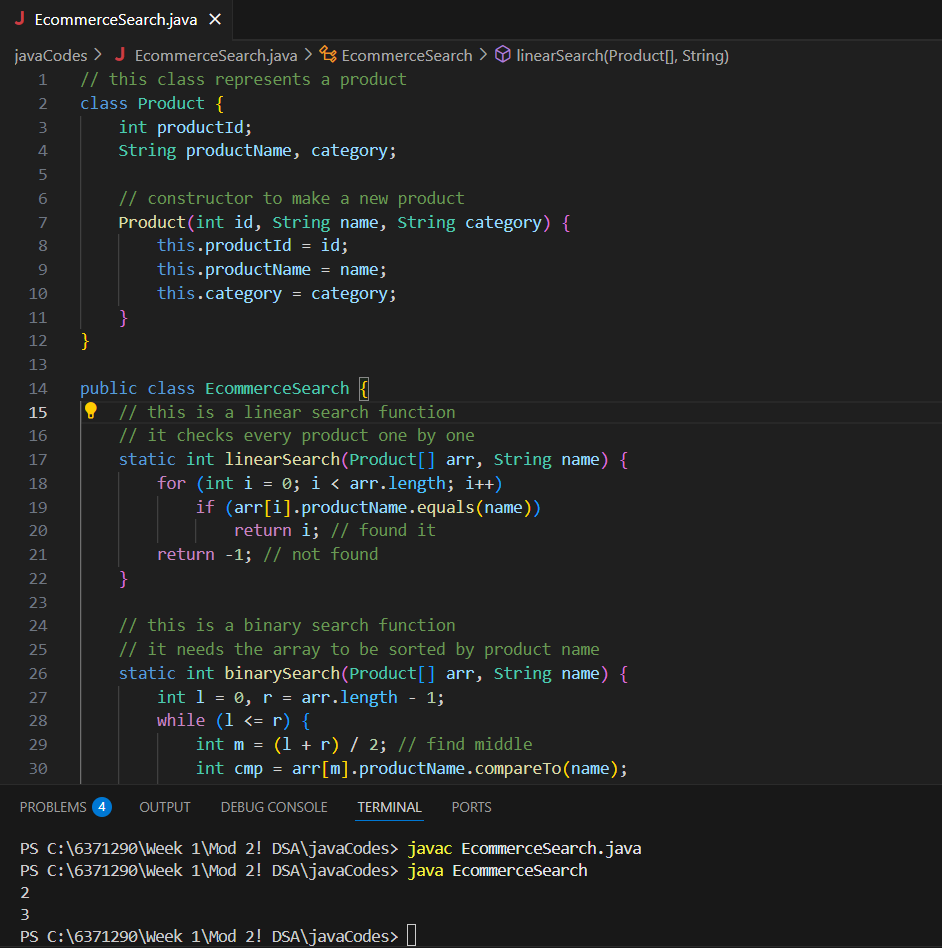 J EcommerceSearch.java ×
javaCodes > J EcommerceSearch.java > EcommerceSearch > linearSearch(Product[], String)
1 // this class represents a product
2 class Product {
3     int productId;
4     String productName, category;
5
6     // constructor to make a new product
7     Product(int id, String name, String category) {
8         this.productId = id;
9         this.productName = name;
10         this.category = category;
11     }
12 }
13
14 public class EcommerceSearch {
15     // this is a linear search function
16     // it checks every product one by one
17     static int linearSearch(Product[] arr, String name) {
18         for (int i = 0; i < arr.length; i++)
19             if (arr[i].productName.equals(name))
20                 return i; // found it
21         return -1; // not found
22     }
23
24     // this is a binary search function
25     // it needs the array to be sorted by product name
26     static int binarySearch(Product[] arr, String name) {
27         int l = 0, r = arr.length - 1;
28         while (l <= r) {
29             int m = (l + r) / 2; // find middle
30             int cmp = arr[m].productName.compareTo(name);
PROBLEMS 4 OUTPUT DEBUG CONSOLE TERMINAL PORTS
PS C:\6371290\Week 1\Mod 2! DSA\javaCodes> javac EcommerceSearch.java
PS C:\6371290\Week 1\Mod 2! DSA\javaCodes> java EcommerceSearch
2
3
PS C:\6371290\Week 1\Mod 2! DSA\javaCodes>